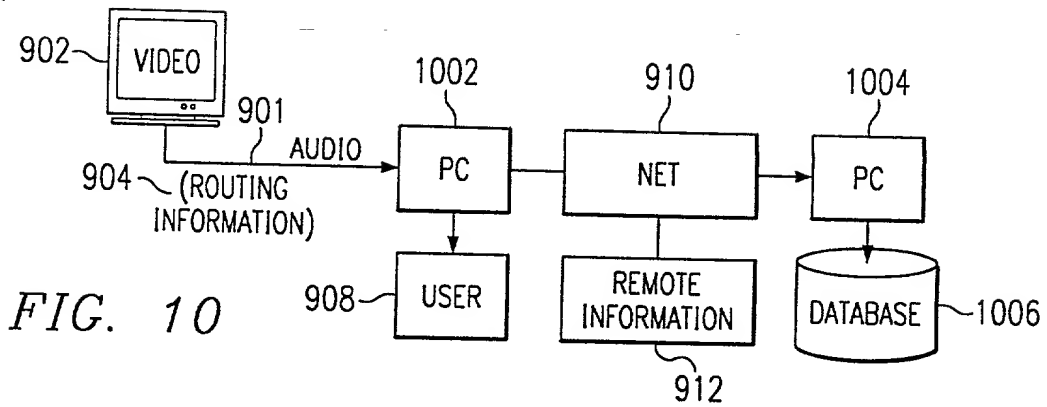 902
VIDEO
901
AUDIO
904
(ROUTING
INFORMATION)
1002
PC
910
NET
1004
PC
908
USER
REMOTE
INFORMATION
912
DATABASE
1006
FIG. 10